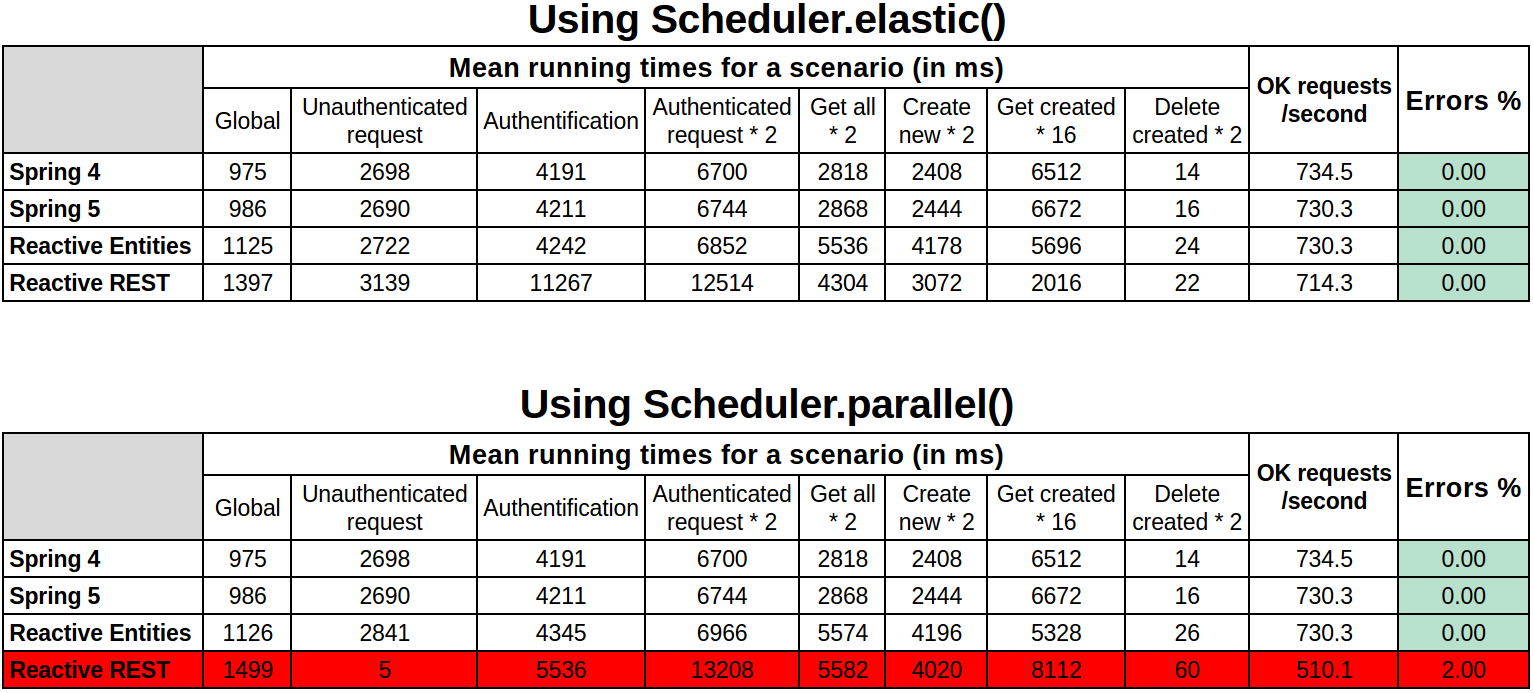 Using Scheduler.elastic()
Mean running times for a scenario (in ms)
OK requests
/second
Errors %
Global
Unauthenticated
request
Authentification
Authenticated
request * 2
Get all
* 2
Create
new * 2
Get created
* 16
Delete
created * 2
Spring 4 975 2698 4191 6700 2818 2408 6512 14 734.5 0.00
Spring 5 986 2690 4211 6744 2868 2444 6672 16 730.3 0.00
Reactive Entities 1125 2722 4242 6852 5536 4178 5696 24 730.3 0.00
Reactive REST 1397 3139 11267 12514 4304 3072 2016 22 714.3 0.00
Using Scheduler.parallel()
Mean running times for a scenario (in ms)
OK requests
/second
Errors %
Global
Unauthenticated
request
Authentification
Authenticated
request * 2
Get all
* 2
Create
new * 2
Get created
* 16
Delete
created * 2
Spring 4 975 2698 4191 6700 2818 2408 6512 14 734.5 0.00
Spring 5 986 2690 4211 6744 2868 2444 6672 16 730.3 0.00
Reactive Entities 1126 2841 4345 6966 5574 4196 5328 26 730.3 0.00
Reactive REST 1499 5 5536 13208 5582 4020 8112 60 510.1 2.00